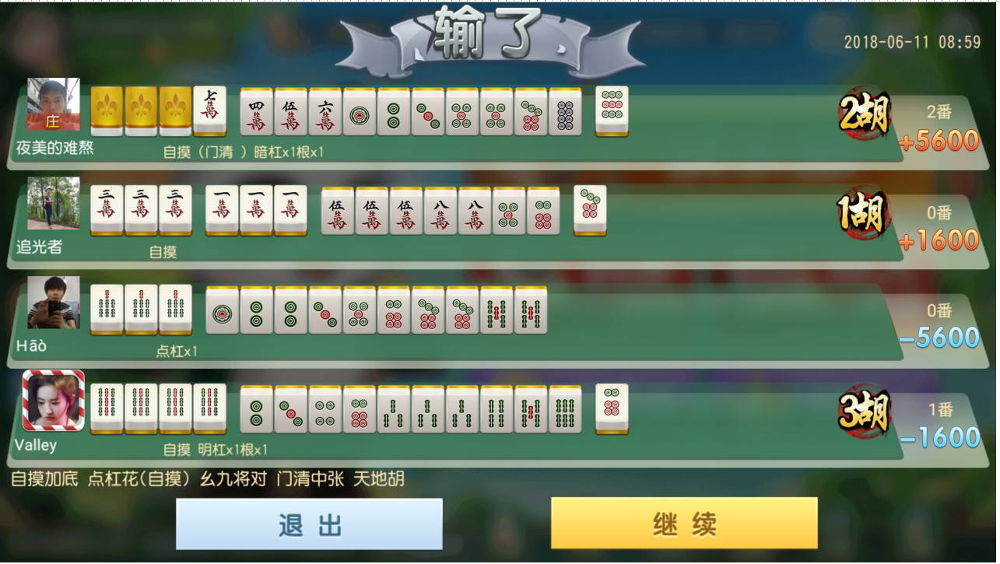 输了
2018-06-11 08:59
庄
七萬 四萬 伍萬 六萬
2胡
2番
夜美的难熬
自摸（门清 ）暗杠x1根x1
+5600
三萬 三萬 三萬 一萬 一萬 一萬 伍萬 伍萬 伍萬 八萬 八萬
1胡
0番
追光者
自摸
+1600
0番
Hāò
点杠x1
-5600
3胡
1番
Valley
自摸 明杠x1根x1
-1600
自摸加底 点杠花(自摸) 幺九将对 门清中张 天地胡
退出
继续